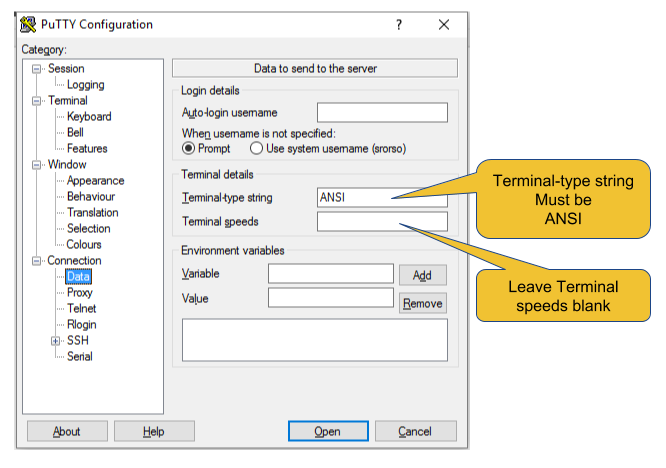 PuTTY Configuration
?
Category:
Session
Logging
Terminal
Keyboard
Bell
Features
Window
Appearance
Behaviour
Translation
Selection
Colours
Connection
Data
Proxy
Telnet
Rlogin
SSH
Serial
Data to send to the server
Login details
Auto-login username
When username is not specified:
Prompt Use system username (srorso)
Terminal details
Terminal-type string ANSI
Terminal speeds
Environment variables
Variable Add
Value Remove
About Help Open Cancel
Terminal-type string
Must be
ANSI
Leave Terminal
speeds blank